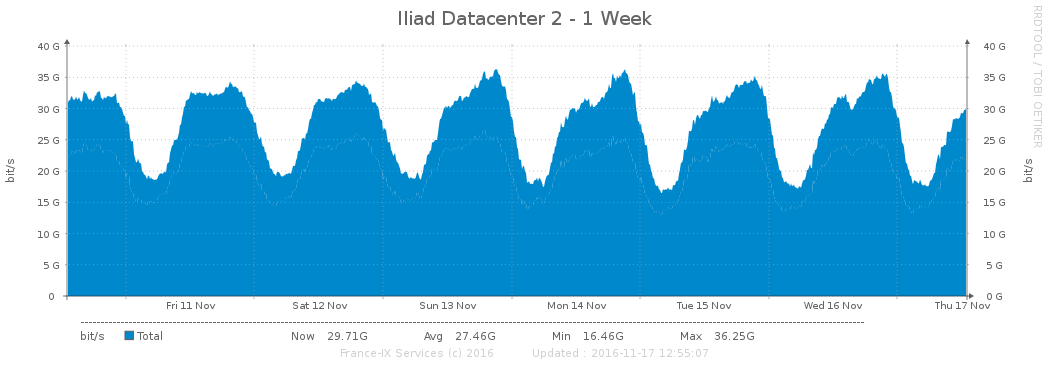 Iliad Datacenter 2 - 1 Week
RRDTOOL / TOBI OETIKER
40 G 40 G
35 G 35 G
30 G 30 G
25 G 25 G
20 G 20 G
15 G 15 G
10 G 10 G
5 G 5 G
0 0 G
bit/s bit/s
Fri 11 Nov Sat 12 Nov Sun 13 Nov Mon 14 Nov Tue 15 Nov Wed 16 Nov Thu 17 Nov
bit/s Total Now 29.71G Avg 27.46G Min 16.46G Max 36.25G
France-IX Services (c) 2016 Updated : 2016-11-17 12:55:07